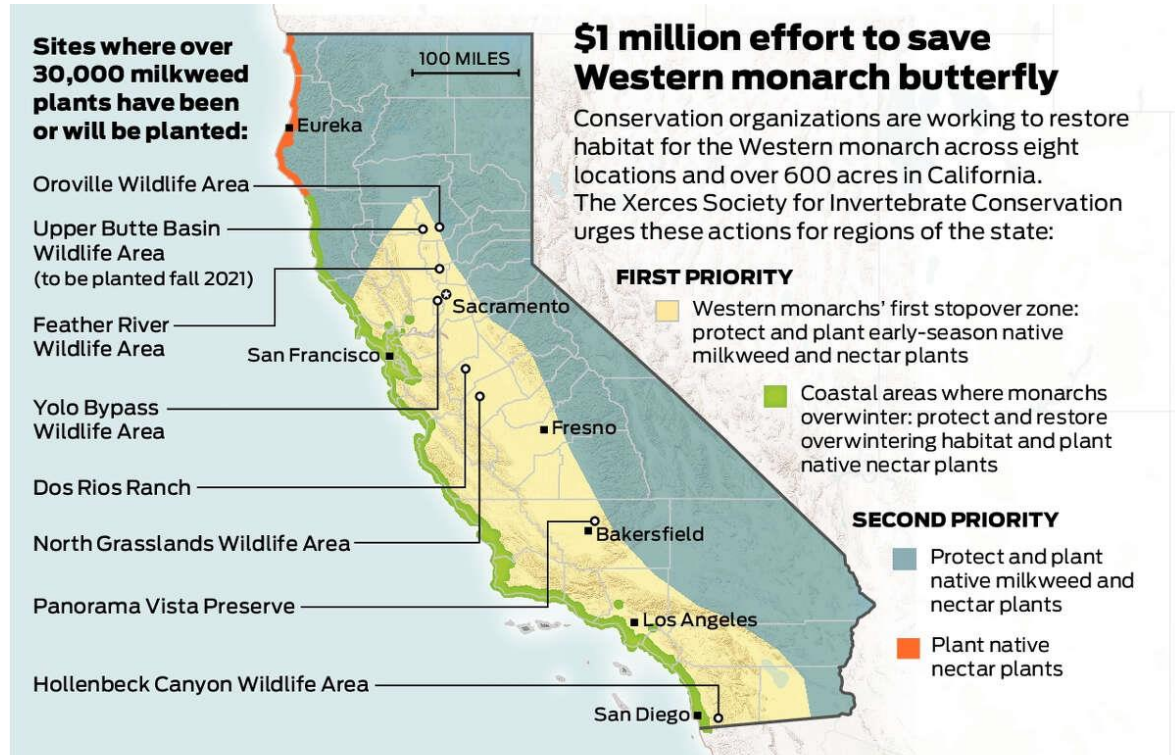 $1 million effort to save
Western monarch butterfly
Conservation organizations are working to restore
habitat for the Western monarch across eight
locations and over 600 acres in California.
The Xerces Society for Invertebrate Conservation
urges these actions for regions of the state:
Sites where over
30,000 milkweed
plants have been
or will be planted:
Oroville Wildlife Area
Upper Butte Basin
Wildlife Area
(to be planted fall 2021)
Feather River
Wildlife Area
Yolo Bypass
Wildlife Area
Dos Rios Ranch
North Grasslands Wildlife Area
Panorama Vista Preserve
Hollenbeck Canyon Wildlife Area
100 MILES
Eureka
Sacramento
San Francisco
Fresno
Bakersfield
Los Angeles
San Diego
FIRST PRIORITY
Western monarchs’ first stopover zone:
protect and plant early-season native
milkweed and nectar plants
Coastal areas where monarchs
overwinter: protect and restore
overwintering habitat and plant
native nectar plants
SECOND PRIORITY
Protect and plant
native milkweed and
nectar plants
Plant native
nectar plants